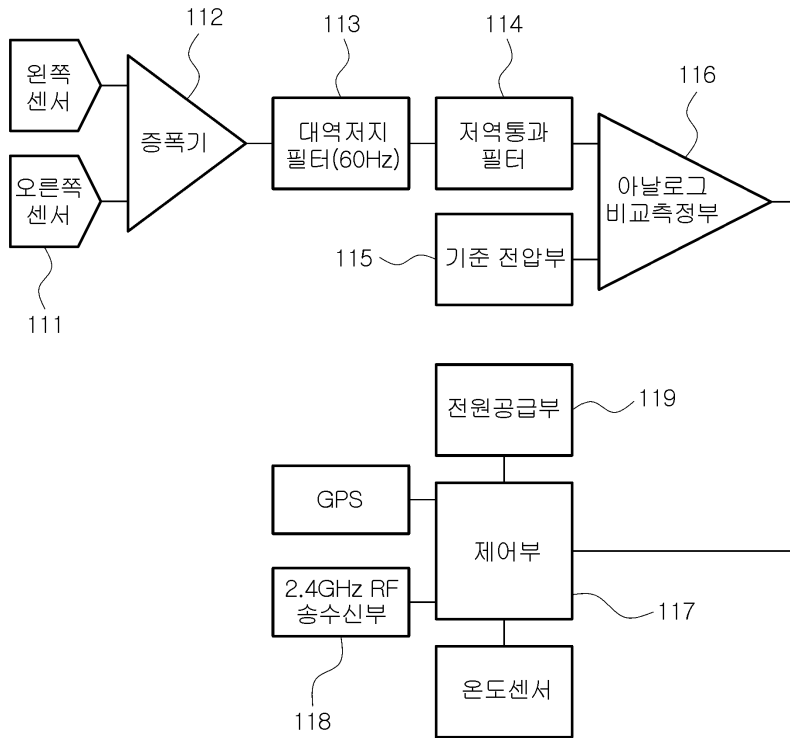 112
113
114
116
왼쪽
센서
증폭기
대역저지
필터(60Hz)
저역통과
필터
아날로그
비교측정부
오른쪽
센서
115
기준 전압부
111
전원공급부
119
GPS
제어부
2.4GHz RF
송수신부
117
118
온도센서